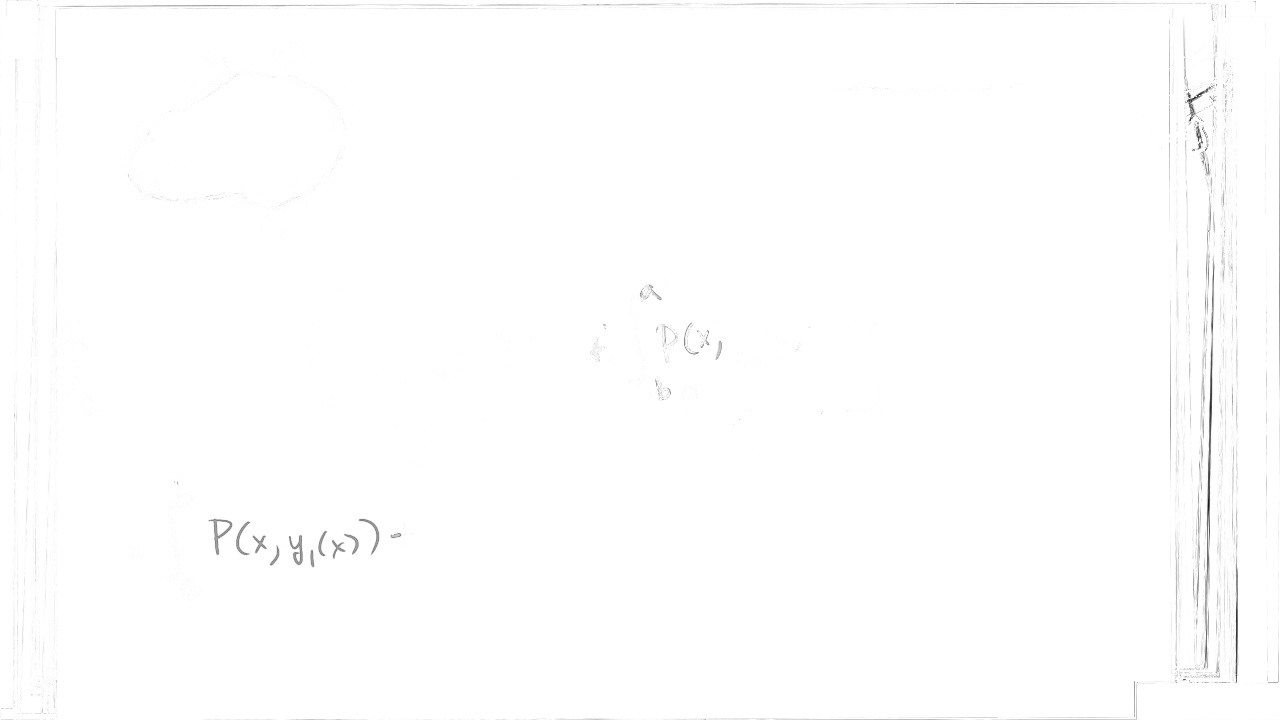 a
+ P(x,
b
P(x, y₁(x)) -